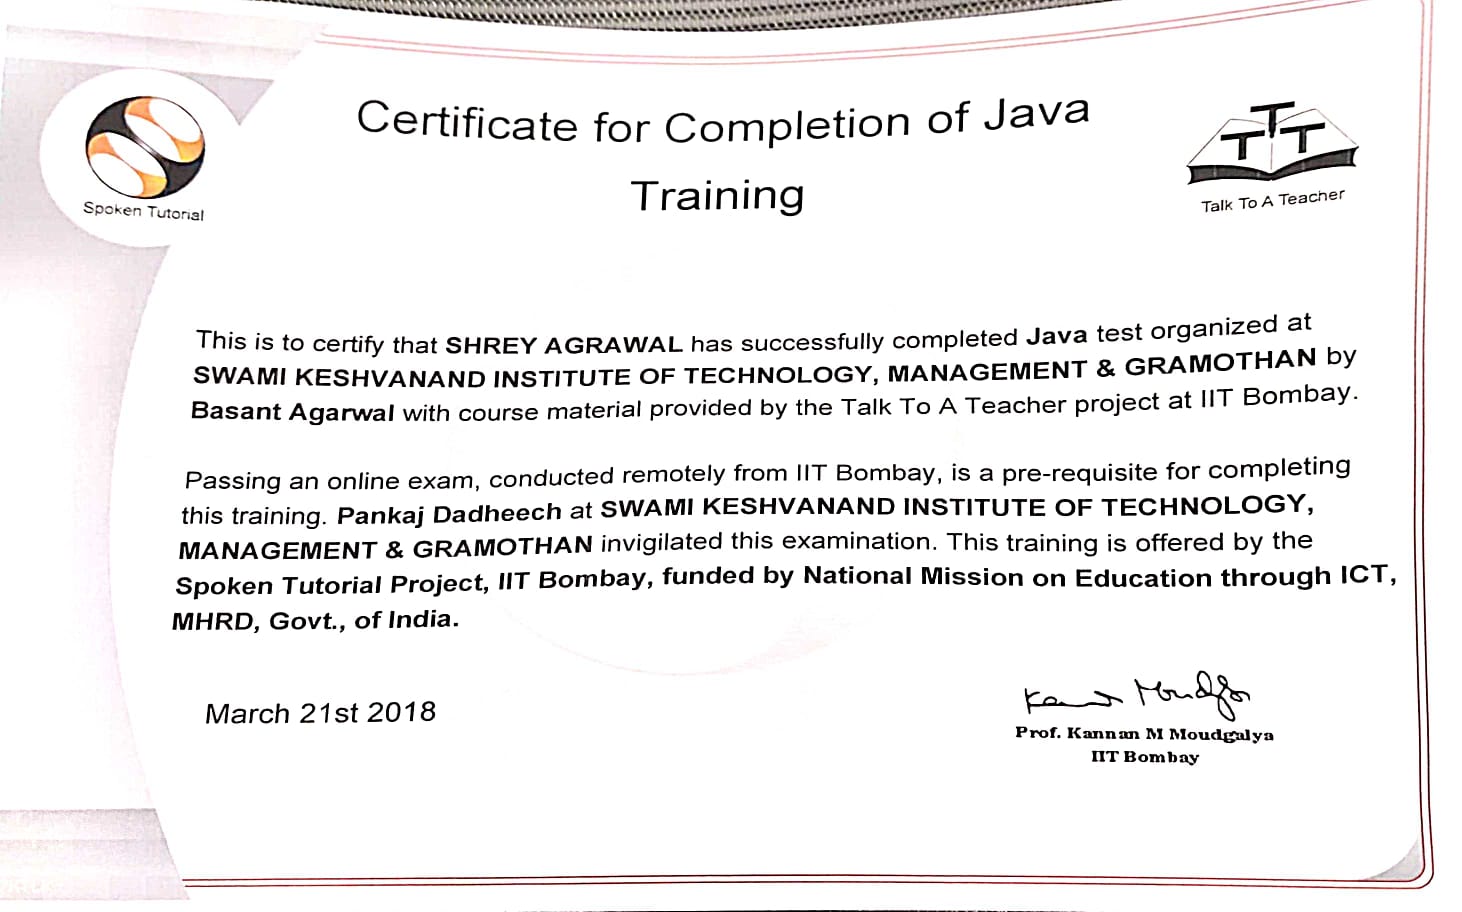 Certificate for Completion of Java
Training
Spoken Tutorial
TTT
Talk To A Teacher
This is to certify that SHREY AGRAWAL has successfully completed Java test organized at
SWAMI KESHVANAND INSTITUTE OF TECHNOLOGY, MANAGEMENT & GRAMOTHAN by
Basant Agarwal with course material provided by the Talk To A Teacher project at IIT Bombay.
Passing an online exam, conducted remotely from IIT Bombay, is a pre-requisite for completing
this training. Pankaj Dadheech at SWAMI KESHVANAND INSTITUTE OF TECHNOLOGY,
MANAGEMENT & GRAMOTHAN invigilated this examination. This training is offered by the
Spoken Tutorial Project, IIT Bombay, funded by National Mission on Education through ICT,
MHRD, Govt., of India.
March 21st 2018
Kannan Moudgalya
Prof. Kannan M Moudgalya
IIT Bombay